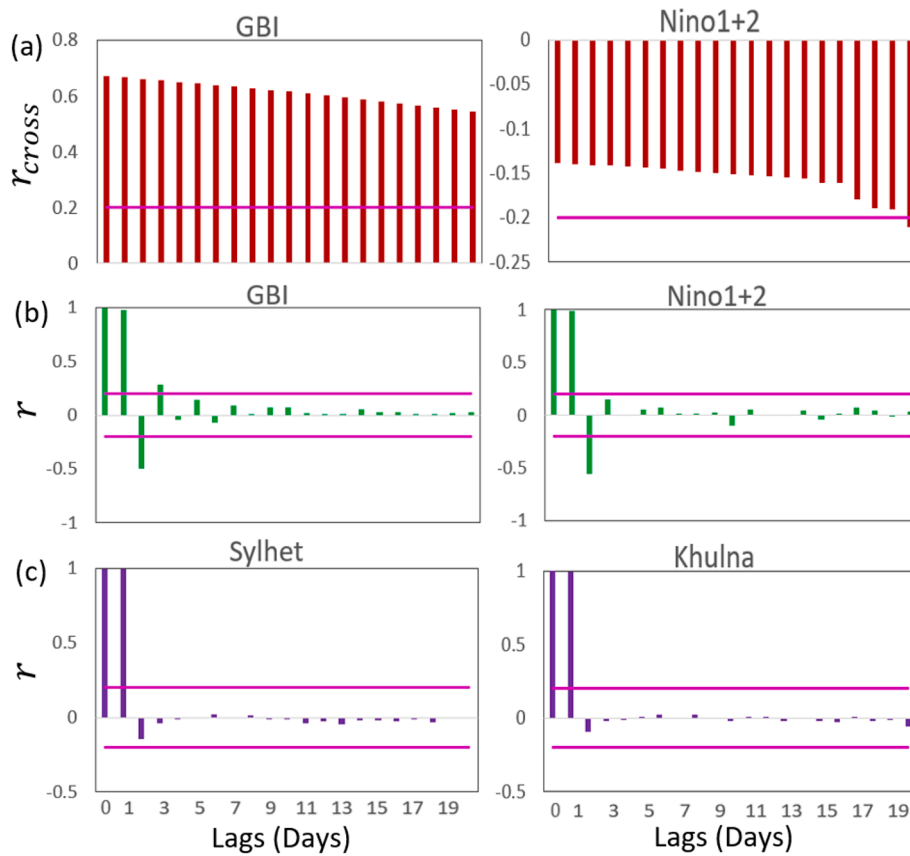 (a)
GBI
Nino1+2
0.8
0.6
0.4
0.2
0
r_cross
0
-0.05
-0.1
-0.15
-0.2
-0.25
(b)
GBI
Nino1+2
1
0.5
0
-0.5
-1
r
1
0.5
0
-0.5
-1
(c)
Sylhet
Khulna
1
0.5
0
-0.5
r
1
0.5
0
-0.5
0 1 3 5 7 9 11 13 15 17 19
0 1 3 5 7 9 11 13 15 17 19
Lags (Days)
Lags (Days)